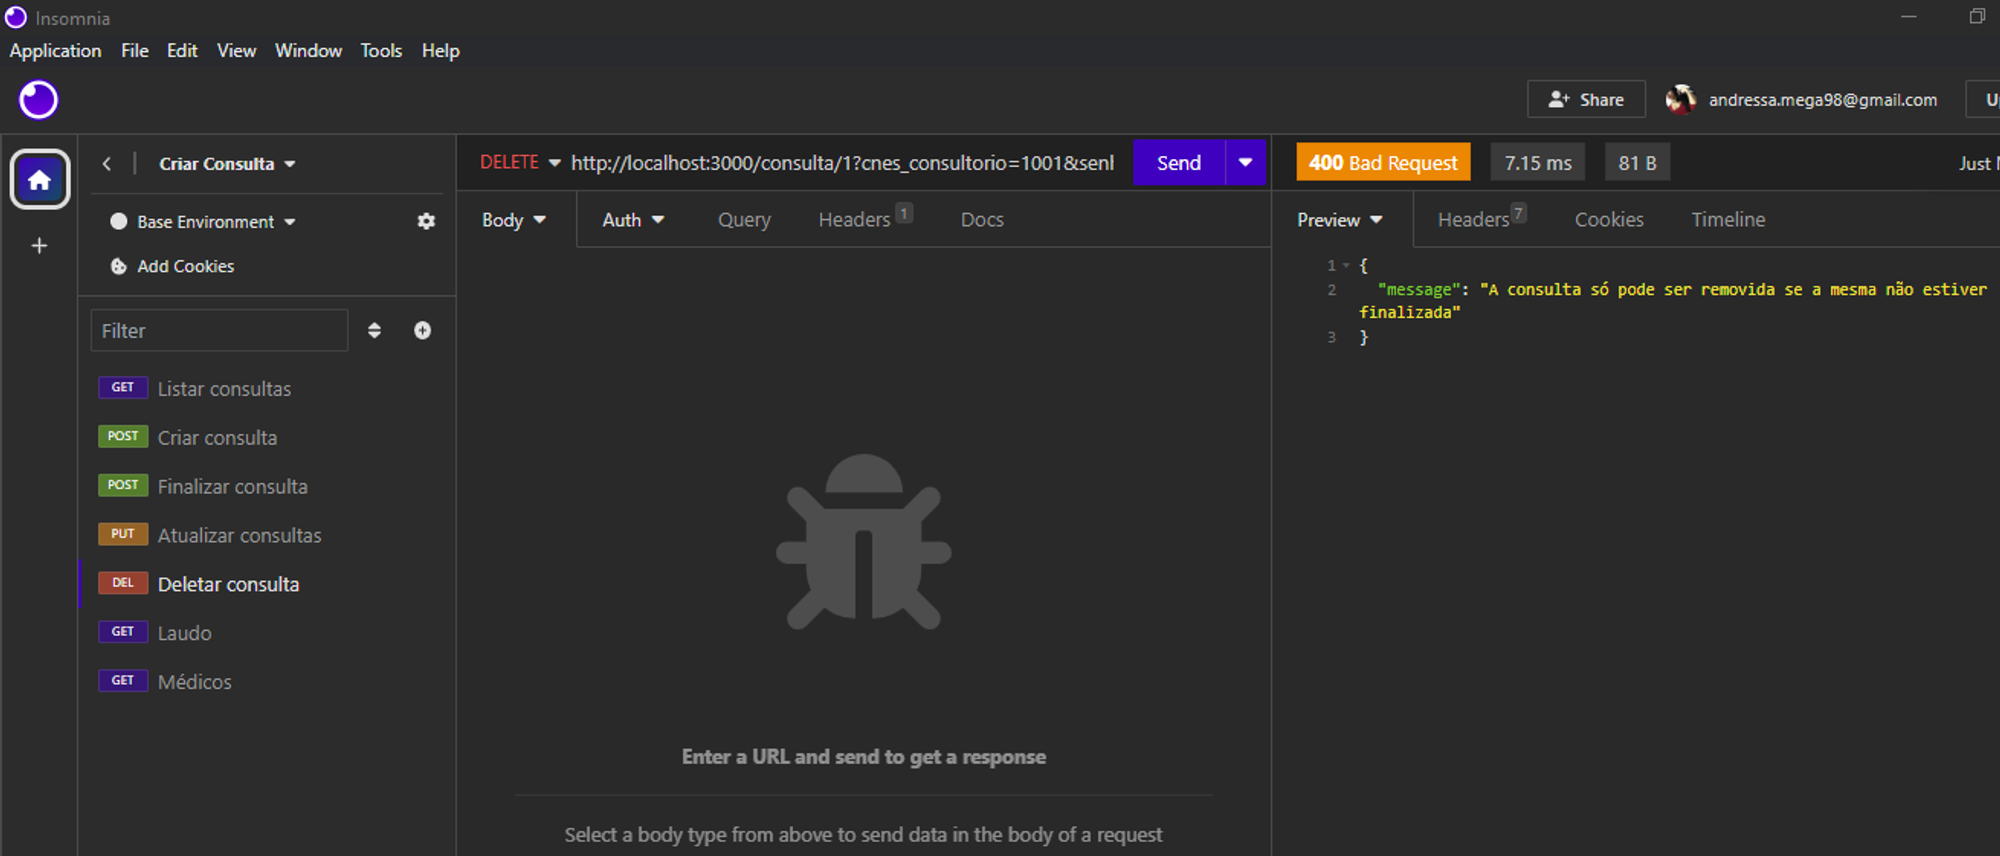 Insomnia
Application File Edit View Window Tools Help
Share andressa.mega98@gmail.com
Criar Consulta
DELETE http://localhost:3000/consulta/1?cnes_consultorio=1001&senl Send
400 Bad Request 7.15 ms 81 B Just
Base Environment
Add Cookies
Body Auth Query Headers 1 Docs
Preview Headers 7 Cookies Timeline
1 {
2 "message": "A consulta só pode ser removida se a mesma não estiver
finalizada"
3 }
Filter
GET Listar consultas
POST Criar consulta
POST Finalizar consulta
PUT Atualizar consultas
DEL Deletar consulta
GET Laudo
GET Médicos
Enter a URL and send to get a response
Select a body type from above to send data in the body of a request